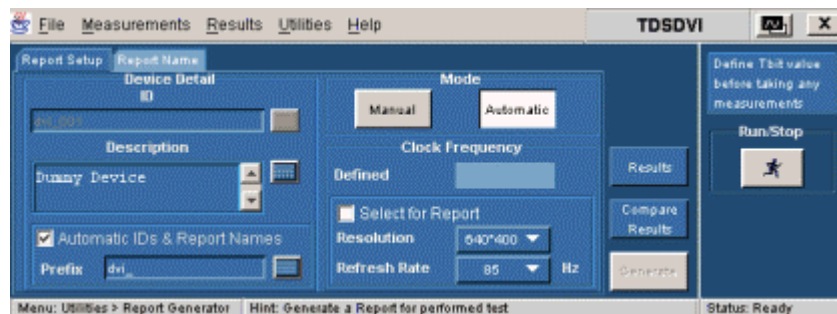 File Measurements Results Utilities Help TDSDVI X
Report Setup Report Name
Device Detail
ID
dvi_001
Description
Dummy Device
Automatic IDs & Report Names
Prefix dvi_
Mode
Manual Automatic
Clock Frequency
Defined
Select for Report
Resolution 640*400
Refresh Rate 85 Hz
Results
Compare
Results
Generate
Define Tbit value
before taking any
measurements
Run/Stop
Menu: Utilities > Report Generator Hint: Generate a Report for performed test Status: Ready